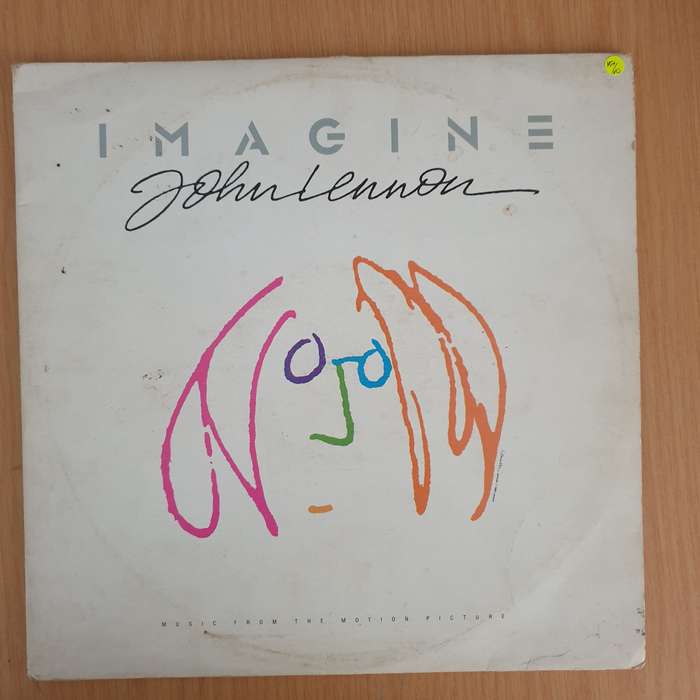 IMAGINE
John Lennon
MUSIC FROM THE MOTION PICTURE